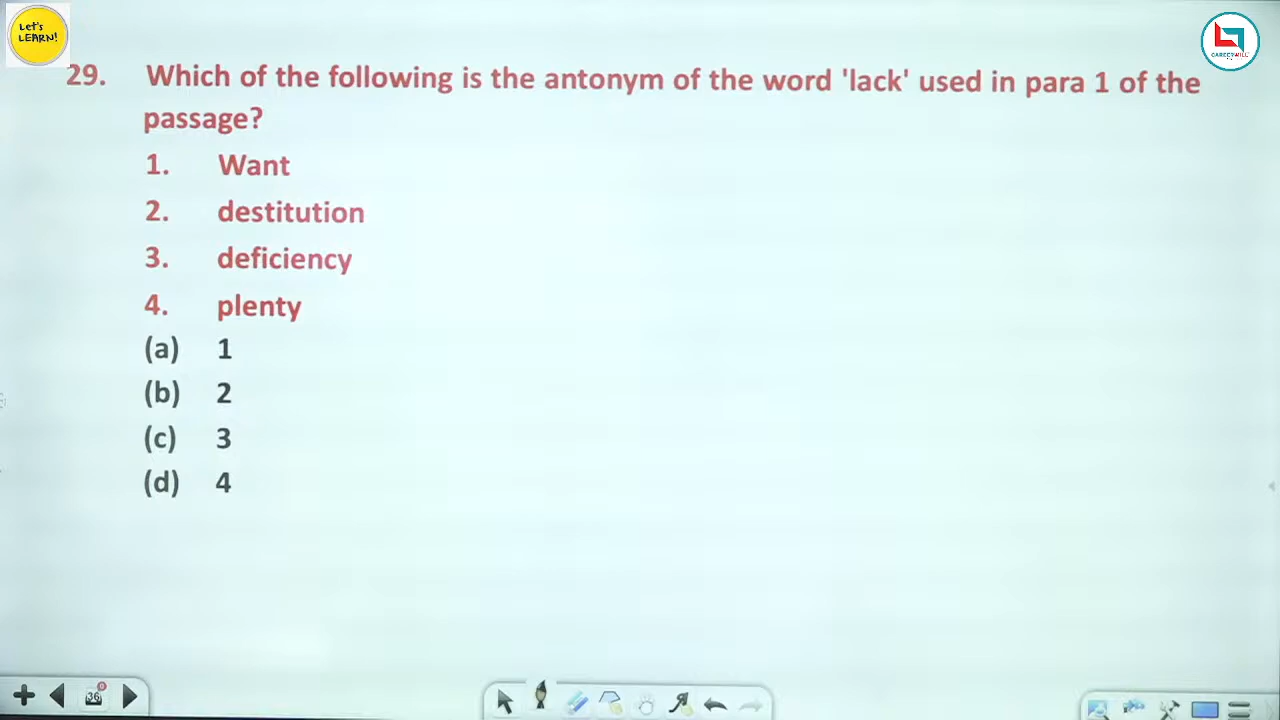 Let's
LEARN!
CAREERWILL
29. Which of the following is the antonym of the word 'lack' used in para 1 of the
passage?
1. Want
2. destitution
3. deficiency
4. plenty
(a) 1
(b) 2
(c) 3
(d) 4
36